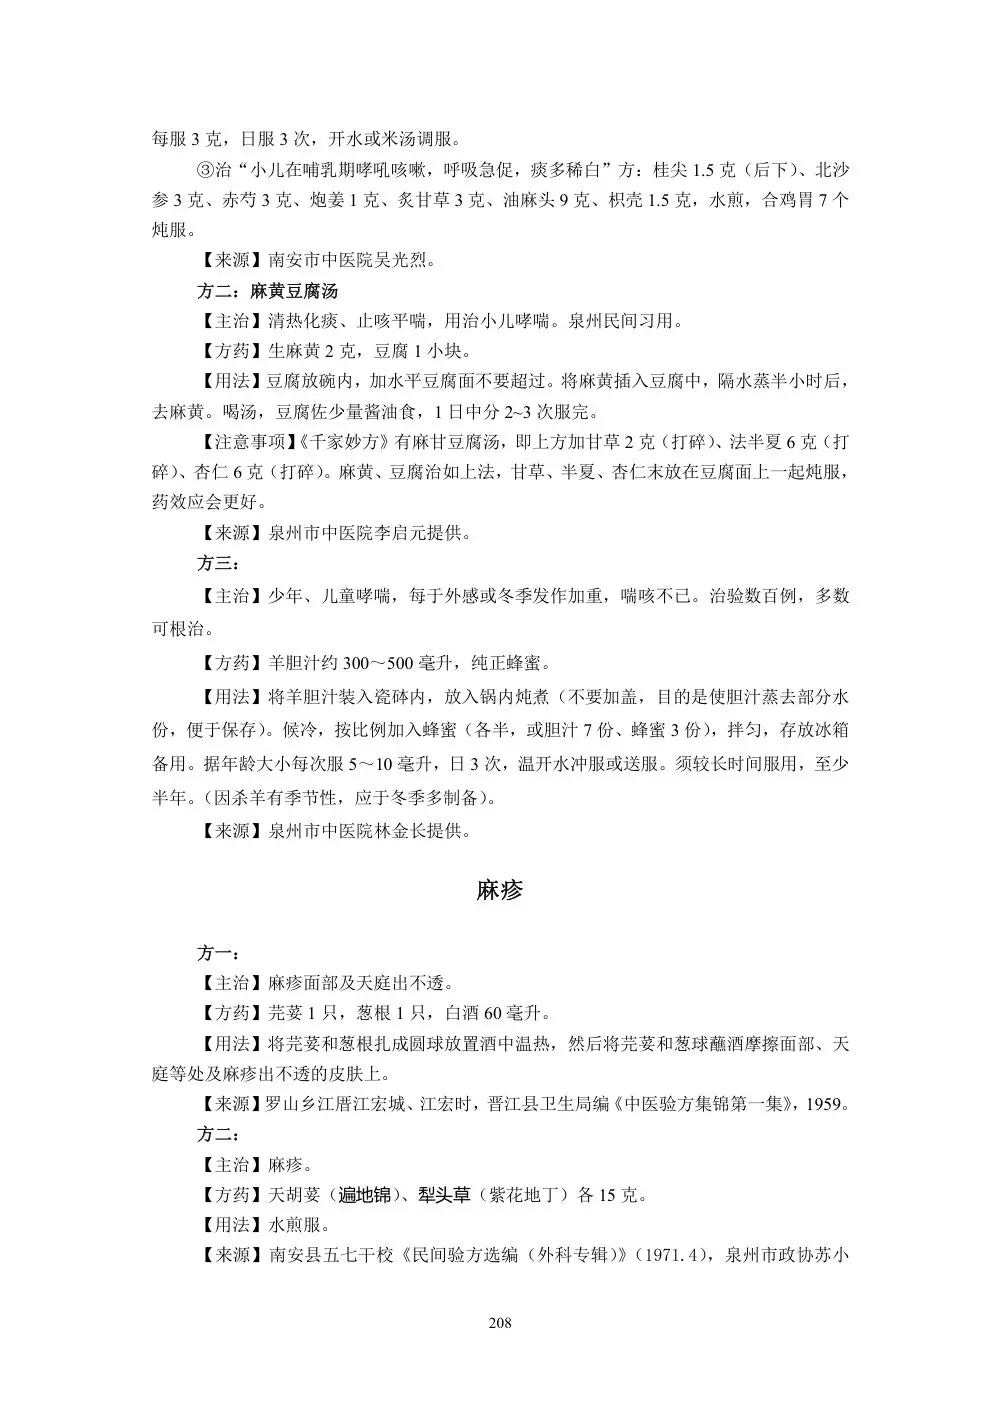 每服 3 克，日服 3 次，开水或米汤调服。
③治“小儿在哺乳期哮吼咳嗽，呼吸急促，痰多稀白”方：桂尖 1.5 克（后下）、北沙
参 3 克、赤芍 3 克、炮姜 1 克、炙甘草 3 克、油麻头 9 克、枳壳 1.5 克，水煎，合鸡胃 7 个
炖服。
【来源】南安市中医院吴光烈。
方二：麻黄豆腐汤
【主治】清热化痰、止咳平喘，用治小儿哮喘。泉州民间习用。
【方药】生麻黄 2 克，豆腐 1 小块。
【用法】豆腐放碗内，加水平豆腐面不要超过。将麻黄插入豆腐中，隔水蒸半小时后，
去麻黄。喝汤，豆腐佐少量酱油食，1 日中分 2~3 次服完。
【注意事项】《千家妙方》有麻甘豆腐汤，即上方加甘草 2 克（打碎）、法半夏 6 克（打
碎）、杏仁 6 克（打碎）。麻黄、豆腐治如上法，甘草、半夏、杏仁末放在豆腐面上一起炖服，
药效应会更好。
【来源】泉州市中医院李启元提供。
方三：
【主治】少年、儿童哮喘，每于外感或冬季发作加重，喘咳不已。治验数百例，多数
可根治。
【方药】羊胆汁约 300～500 毫升，纯正蜂蜜。
【用法】将羊胆汁装入瓷砵内，放入锅内炖煮（不要加盖，目的是使胆汁蒸去部分水
份，便于保存）。候冷，按比例加入蜂蜜（各半，或胆汁 7 份、蜂蜜 3 份），拌匀，存放冰箱
备用。据年龄大小每次服 5～10 毫升，日 3 次，温开水冲服或送服。须较长时间服用，至少
半年。（因杀羊有季节性，应于冬季多制备）。
【来源】泉州市中医院林金长提供。
麻疹
方一：
【主治】麻疹面部及天庭出不透。
【方药】芫荽 1 只，葱根 1 只，白酒 60 毫升。
【用法】将芫荽和葱根扎成圆球放置酒中温热，然后将芫荽和葱球蘸酒摩擦面部、天
庭等处及麻疹出不透的皮肤上。
【来源】罗山乡江厝江宏城、江宏时，晋江县卫生局编《中医验方集锦第一集》，1959。
方二：
【主治】麻疹。
【方药】天胡荽（遍地锦）、犁头草（紫花地丁）各 15 克。
【用法】水煎服。
【来源】南安县五七干校《民间验方选编（外科专辑）》（1971.4），泉州市政协苏小
208